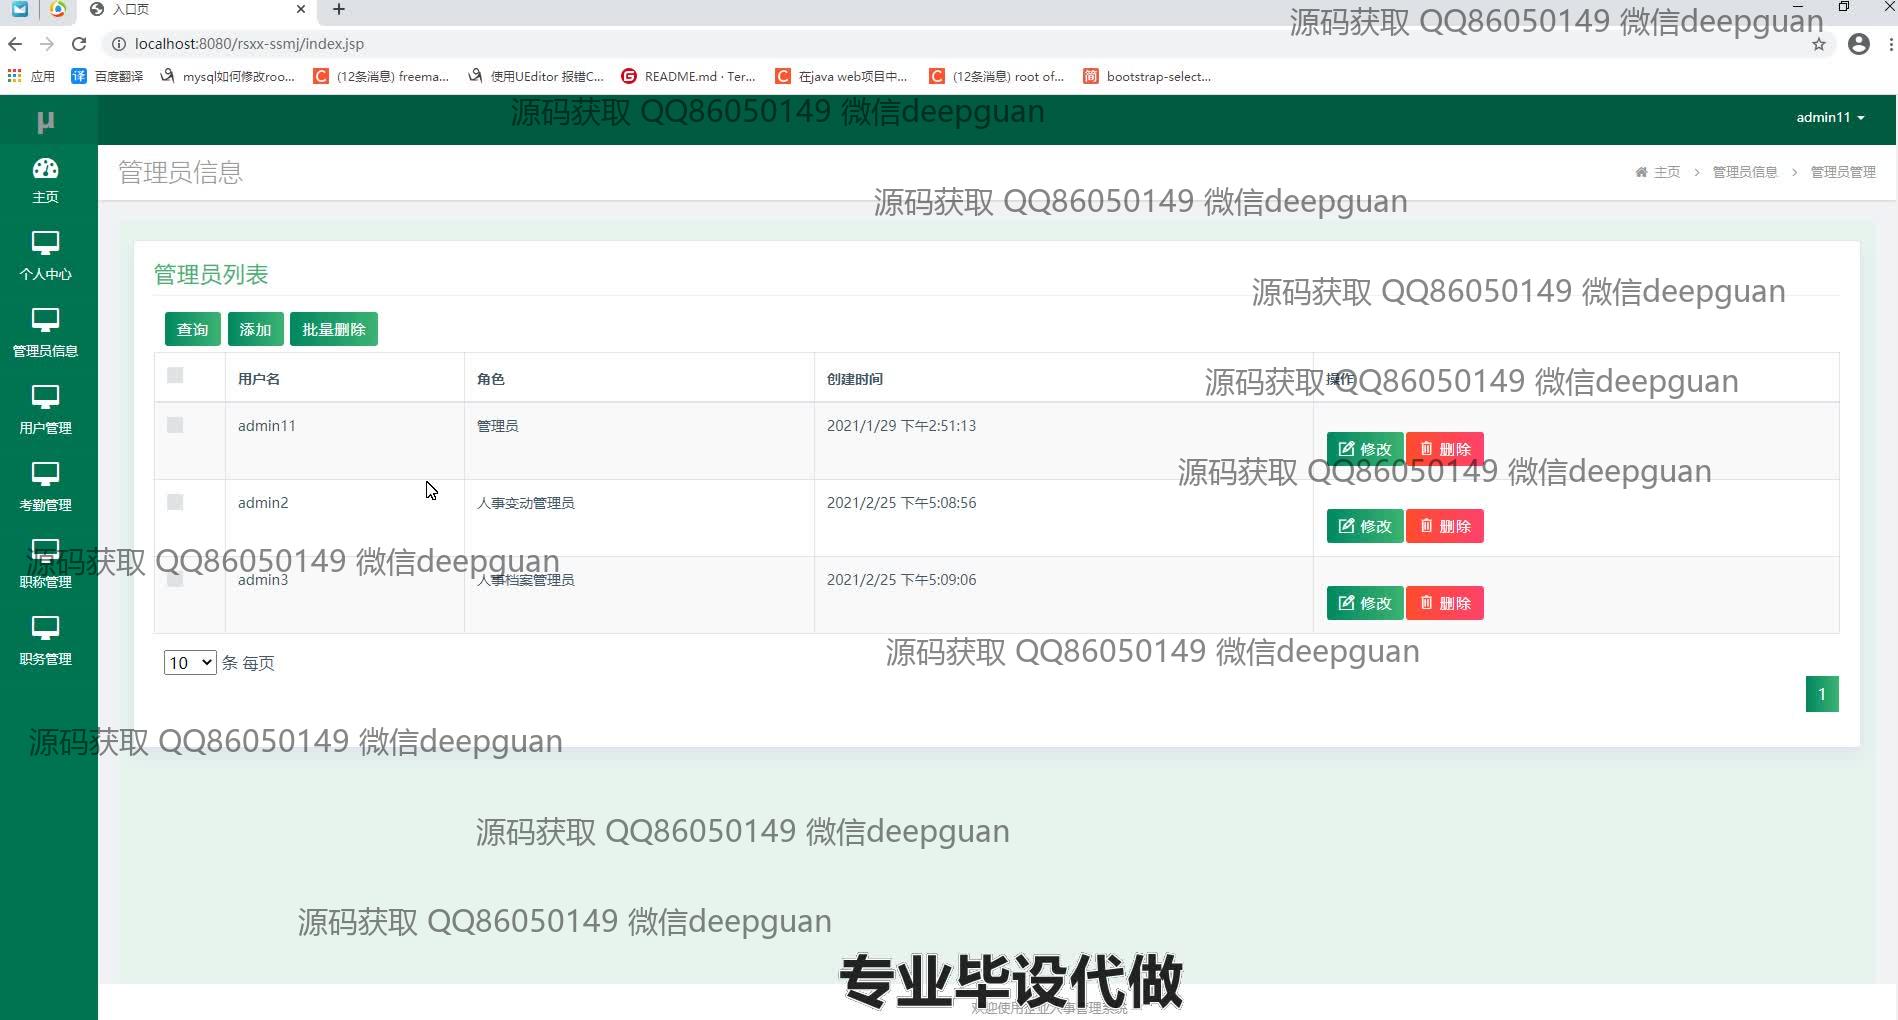 入口页
源码获取 QQ86050149 微信deepguan
localhost:8080/rsxx-ssmj/index.jsp
应用
百度翻译
mysql如何修改roo...
(12条消息) freema...
使用UEditor 报错C...
README.md · Ter...
在java web项目中...
(12条消息) root of...
bootstrap-select...
μ
源码获取 QQ86050149 微信deepguan
admin11
主页
管理员信息
主页 > 管理员信息 > 管理员管理
源码获取 QQ86050149 微信deepguan
个人中心
管理员列表
源码获取 QQ86050149 微信deepguan
查询 添加 批量删除
管理员信息
用户名 角色 创建时间 操作
源码获取 QQ86050149 微信deepguan
admin11 管理员 2021/1/29 下午2:51:13 修改 删除
用户管理
源码获取 QQ86050149 微信deepguan
admin2 人事变动管理员 2021/2/25 下午5:08:56 修改 删除
考勤管理
源码获取 QQ86050149 微信deepguan
admin3 人事档案管理员 2021/2/25 下午5:09:06 修改 删除
职称管理
源码获取 QQ86050149 微信deepguan
10 条 每页
职务管理
1
源码获取 QQ86050149 微信deepguan
源码获取 QQ86050149 微信deepguan
源码获取 QQ86050149 微信deepguan
专业毕设代做
欢迎使用企业人事管理系统